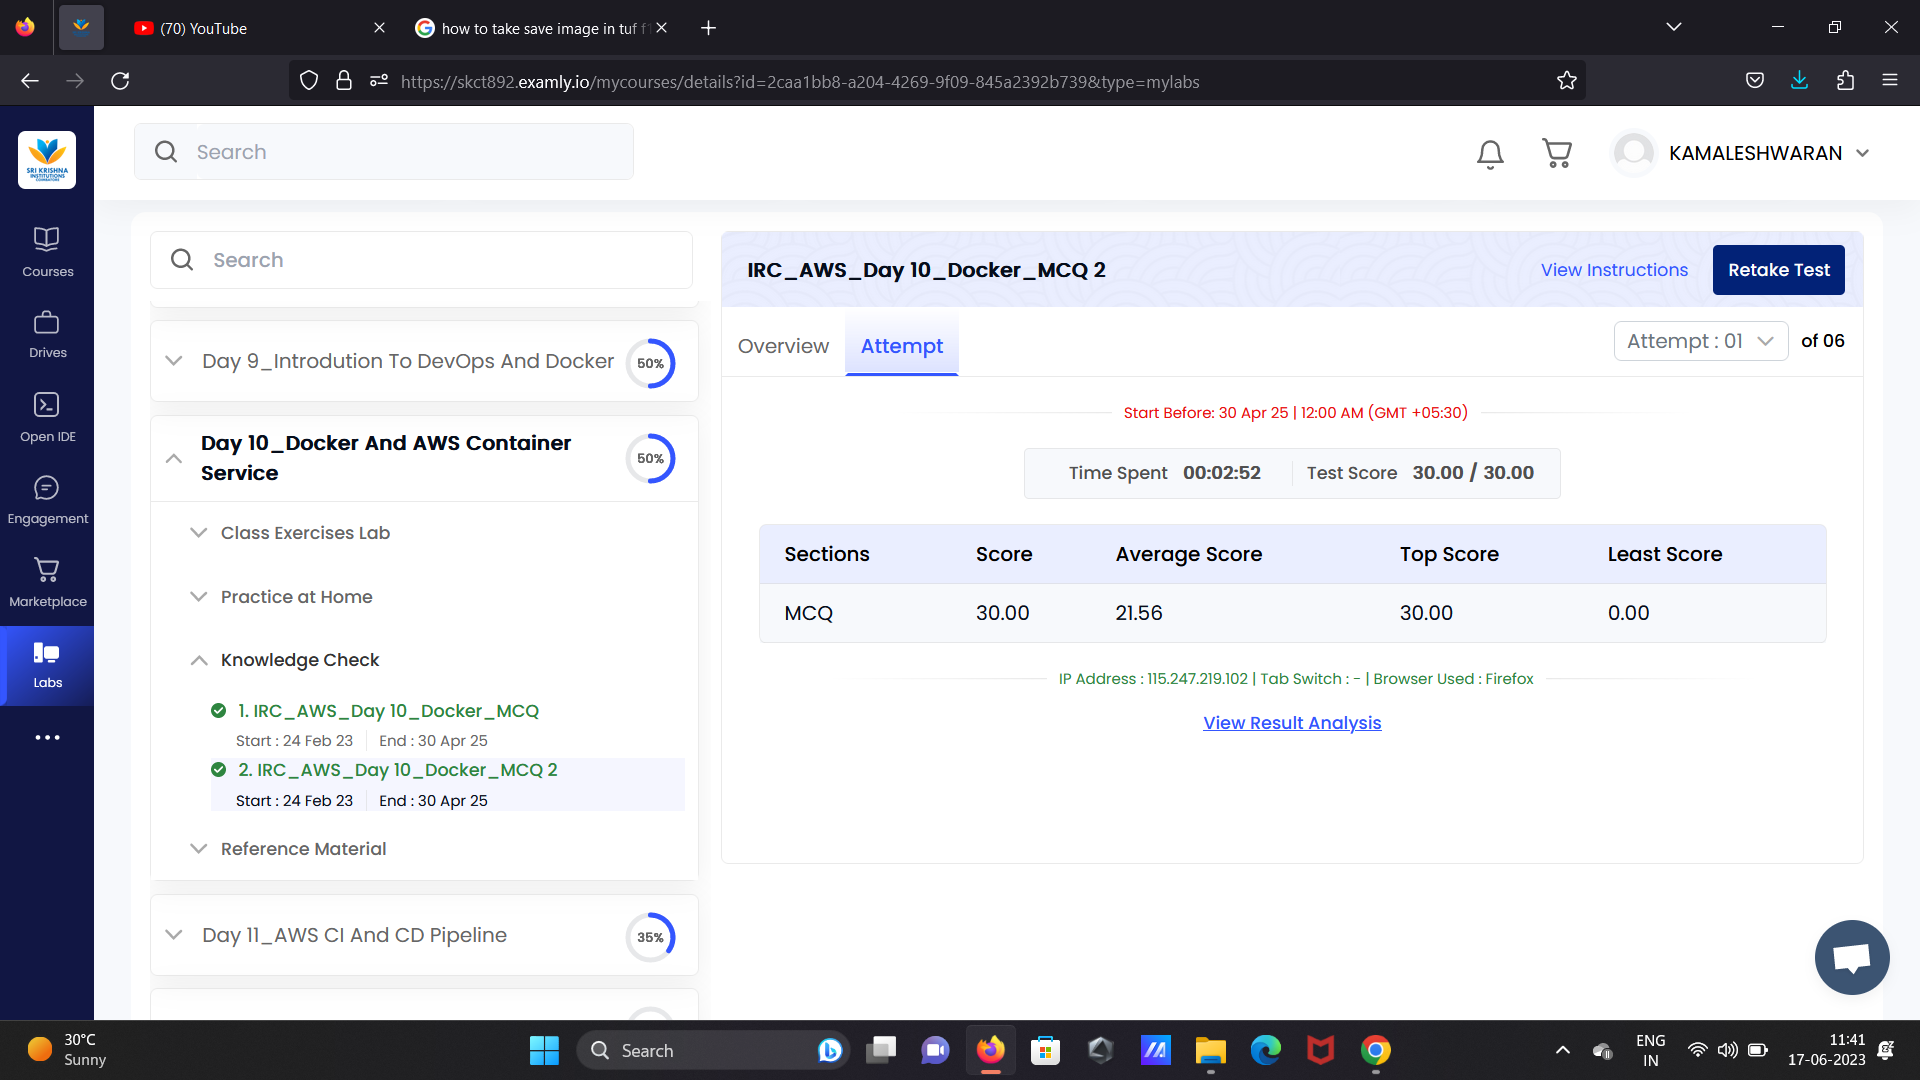 (70) YouTube
how to take save image in tuf f1
https://skct892.examly.io/mycourses/details?id=2caa1bb8-a204-4269-9f09-845a2392b739&type=mylabs
SRI KRISHNA
INSTITUTIONS
COIMBATORE
Search
KAMALESHWARAN
Courses
Drives
Open IDE
Engagement
Marketplace
Labs
Search
Day 9_Introdution To DevOps And Docker
50%
Day 10_Docker And AWS Container
Service
50%
Class Exercises Lab
Practice at Home
Knowledge Check
1. IRC_AWS_Day 10_Docker_MCQ
Start : 24 Feb 23 End : 30 Apr 25
2. IRC_AWS_Day 10_Docker_MCQ 2
Start : 24 Feb 23 End : 30 Apr 25
Reference Material
Day 11_AWS CI And CD Pipeline
35%
IRC_AWS_Day 10_Docker_MCQ 2
View Instructions
Retake Test
Overview
Attempt
Attempt : 01
of 06
Start Before: 30 Apr 25 | 12:00 AM (GMT +05:30)
Time Spent 00:02:52 Test Score 30.00 / 30.00
Sections Score Average Score Top Score Least Score
MCQ 30.00 21.56 30.00 0.00
IP Address : 115.247.219.102 | Tab Switch : - | Browser Used : Firefox
View Result Analysis
30°C
Sunny
Search
ENG
IN
11:41
17-06-2023